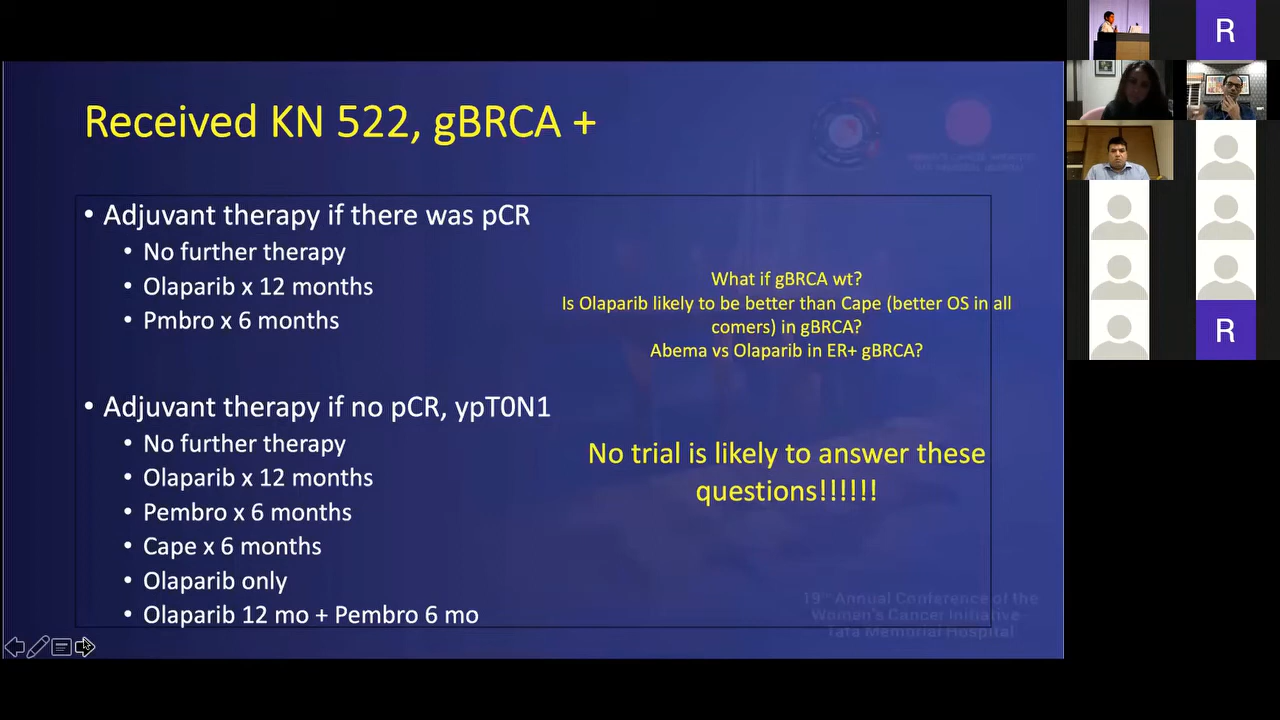 Received KN 522, gBRCA +
• Adjuvant therapy if there was pCR
• No further therapy
• Olaparib x 12 months
• Pmbro x 6 months
What if gBRCA wt?
Is Olaparib likely to be better than Cape (better OS in all
comers) in gBRCA?
Abema vs Olaparib in ER+ gBRCA?
• Adjuvant therapy if no pCR, ypT0N1
• No further therapy
• Olaparib x 12 months
• Pembro x 6 months
• Cape x 6 months
• Olaparib only
• Olaparib 12 mo + Pembro 6 mo
No trial is likely to answer these
questions!!!!!!
19th Annual Conference of the
Women's Cancer Initiative
Tata Memorial Hospital
R
R